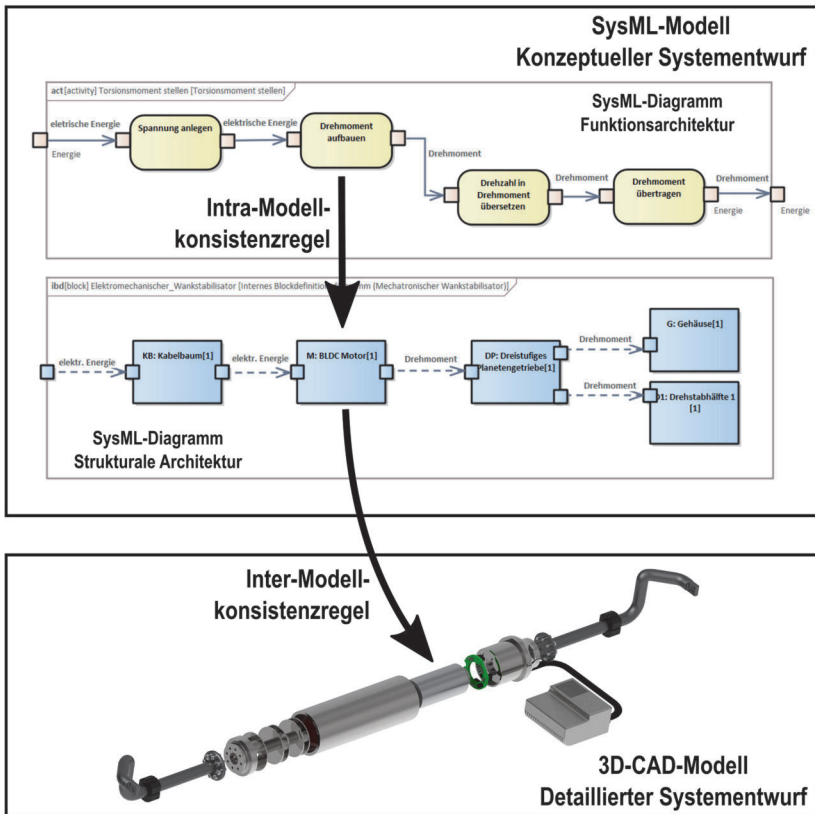 SysML-Modell
Konzeptueller Systementwurf
act [activity] Torsionsmoment stellen [Torsionsmoment stellen]
SysML-Diagramm
Funktionsarchitektur
eletrische Energie
Energie
Spannung anlegen
elektrische Energie
Drehmoment
aufbauen
Drehmoment
Drehzahl in
Drehmoment
übersetzen
Drehmoment
Drehmoment
übertragen
Energie
Drehmoment
Energie
Intra-Modell-
konsistenzregel
ibd [block] Elektromechanischer_Wankstabilisator [Internes Blockdefinition amm (Mechatronischer Wankstabilisator)]
elektr. Energie
KB: Kabelbaum[1]
elektr. Energie
M: BLDC Motor[1]
Drehmoment
DP: Dreistufiges
Planetengetriebe[1]
Drehmoment
G: Gehäuse[1]
Drehmoment
D1: Drehstabhälfte 1
[1]
SysML-Diagramm
Strukturale Architektur
Inter-Modell-
konsistenzregel
3D-CAD-Modell
Detaillierter Systementwurf